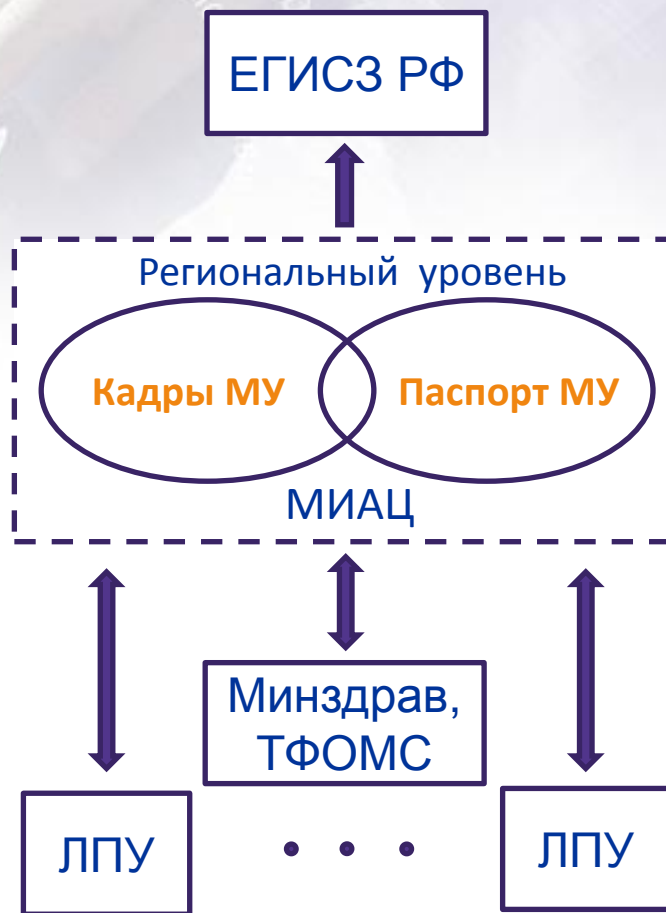 ЕГИСЗ РФ
Региональный уровень
Кадры МУ
Паспорт МУ
МИАЦ
Минздрав,
ТФОМС
ЛПУ
• • •
ЛПУ